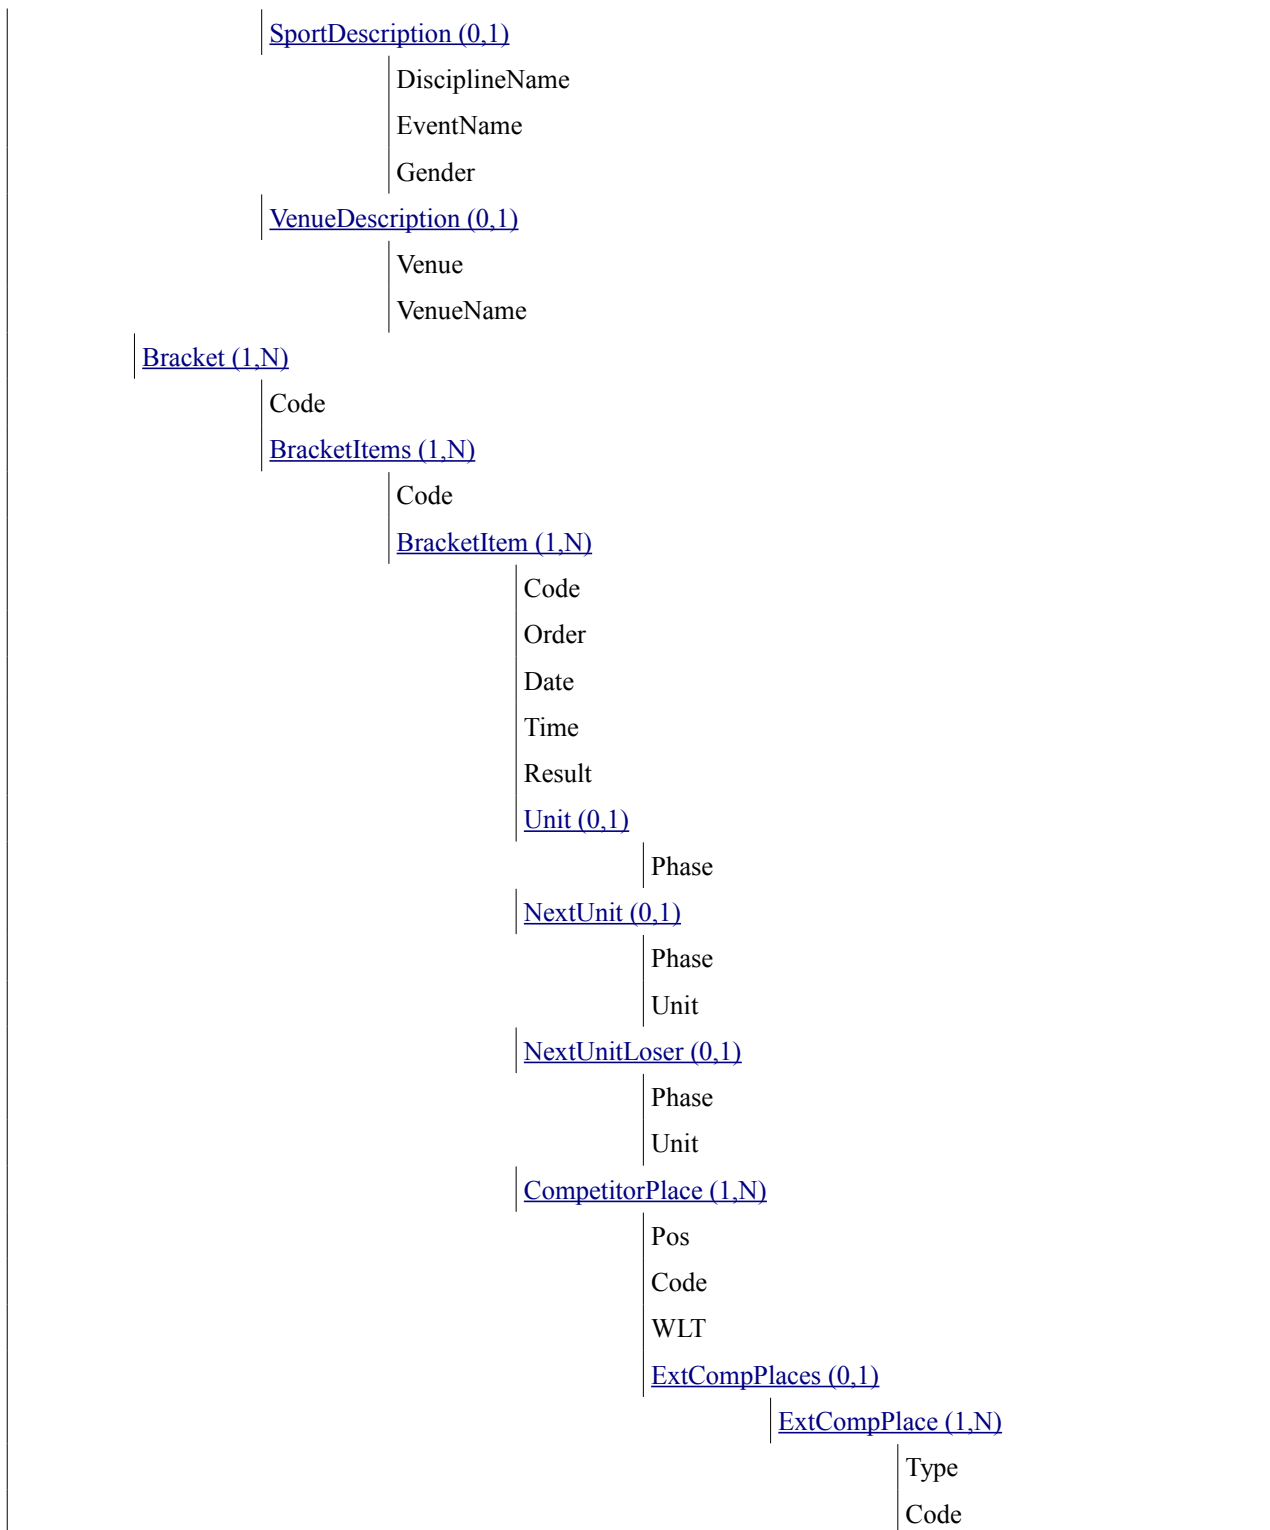 SportDescription (0,1)
DisciplineName
EventName
Gender
VenueDescription (0,1)
Venue
VenueName
Bracket (1,N)
Code
BracketItems (1,N)
Code
BracketItem (1,N)
Code
Order
Date
Time
Result
Unit (0,1)
Phase
NextUnit (0,1)
Phase
Unit
NextUnitLoser (0,1)
Phase
Unit
CompetitorPlace (1,N)
Pos
Code
WLT
ExtCompPlaces (0,1)
ExtCompPlace (1,N)
Type
Code